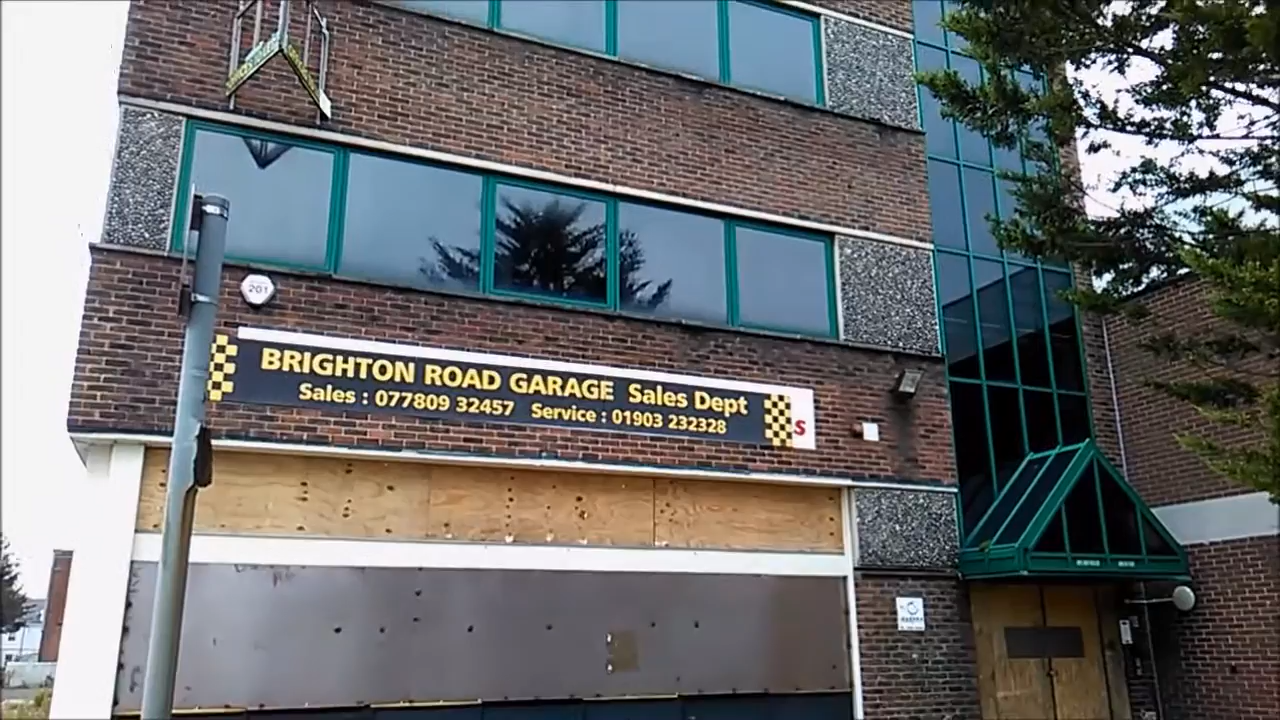 201
BRIGHTON ROAD GARAGE Sales Dept
Sales : 077809 32457 Service : 01903 232328
S